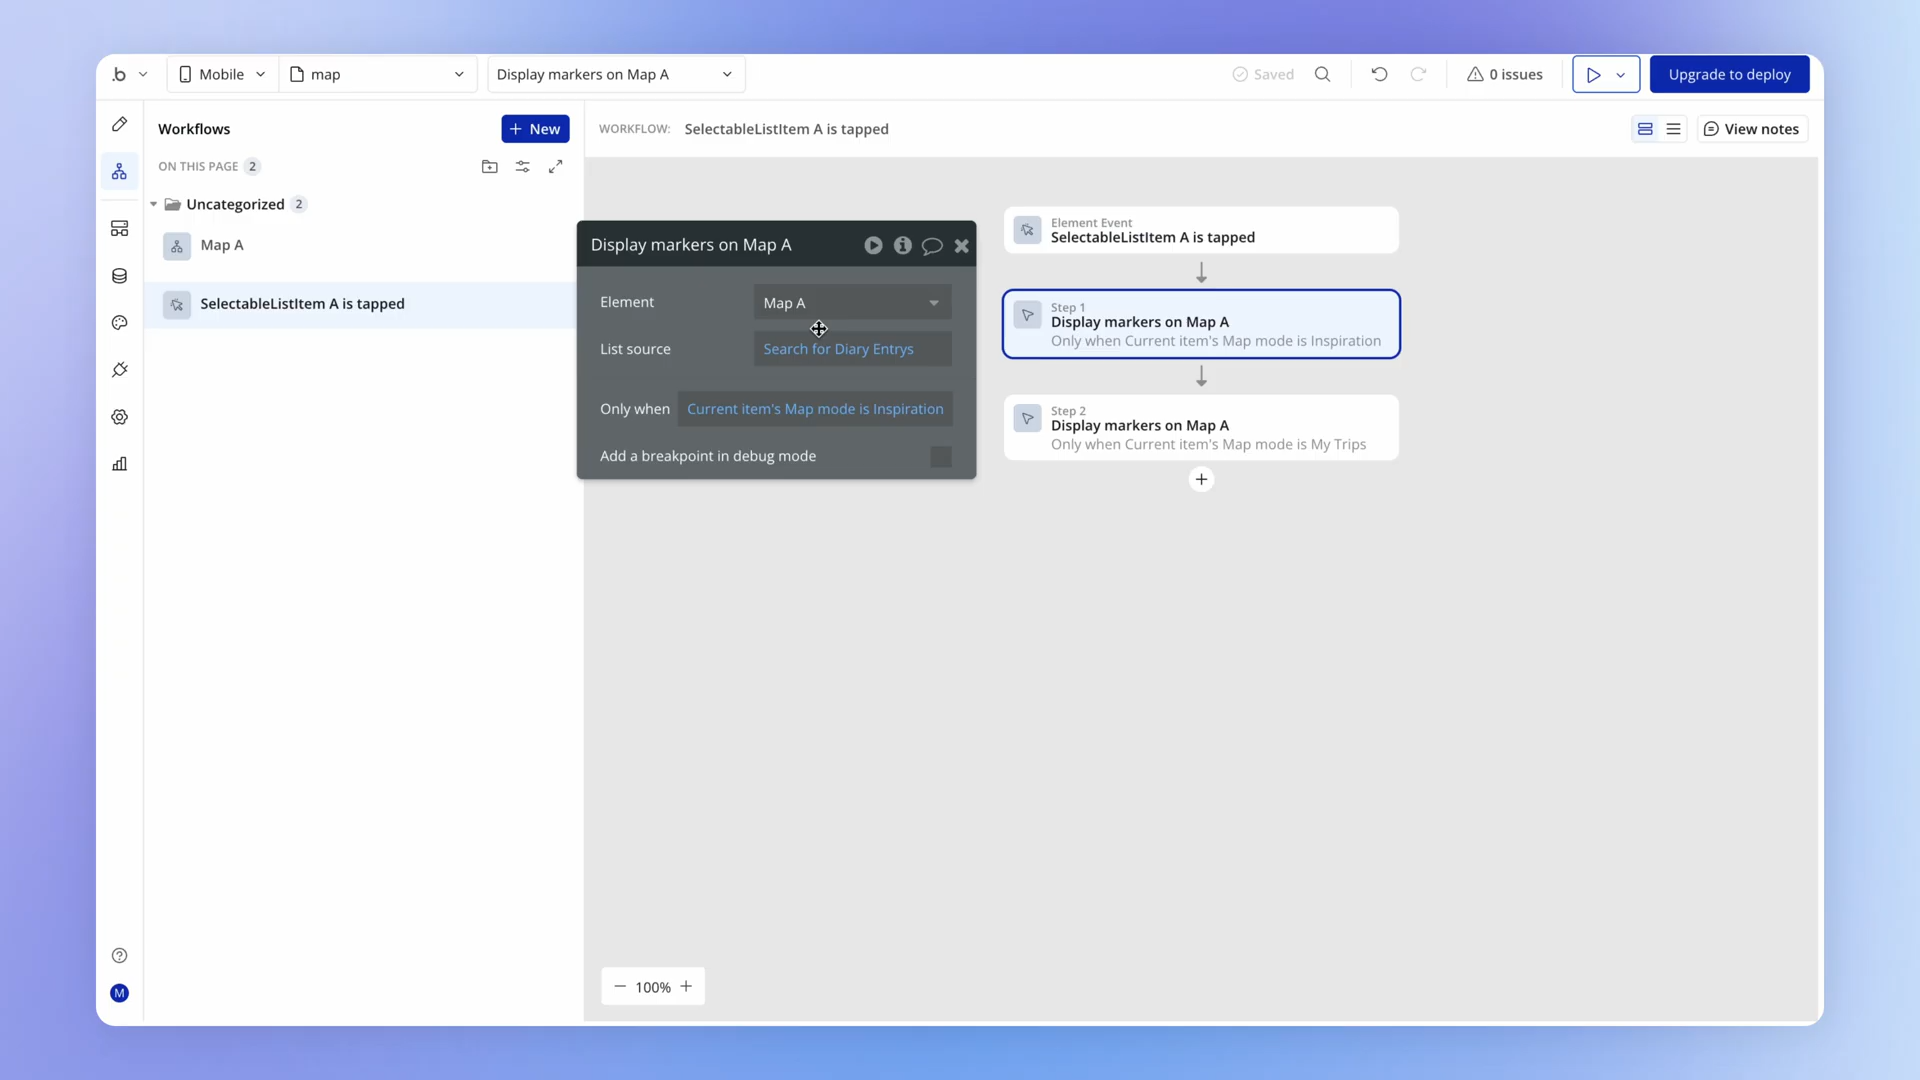 .b
Mobile
map
Display markers on Map A
Saved
0 issues
Upgrade to deploy
Workflows
New
WORKFLOW: SelectableListItem A is tapped
View notes
ON THIS PAGE 2
Uncategorized 2
Map A
SelectableListItem A is tapped
Display markers on Map A
Element
Map A
List source
Search for Diary Entrys
Only when
Current item's Map mode is Inspiration
Add a breakpoint in debug mode
Element Event
SelectableListItem A is tapped
Step 1
Display markers on Map A
Only when Current item's Map mode is Inspiration
Step 2
Display markers on Map A
Only when Current item's Map mode is My Trips
M
100%